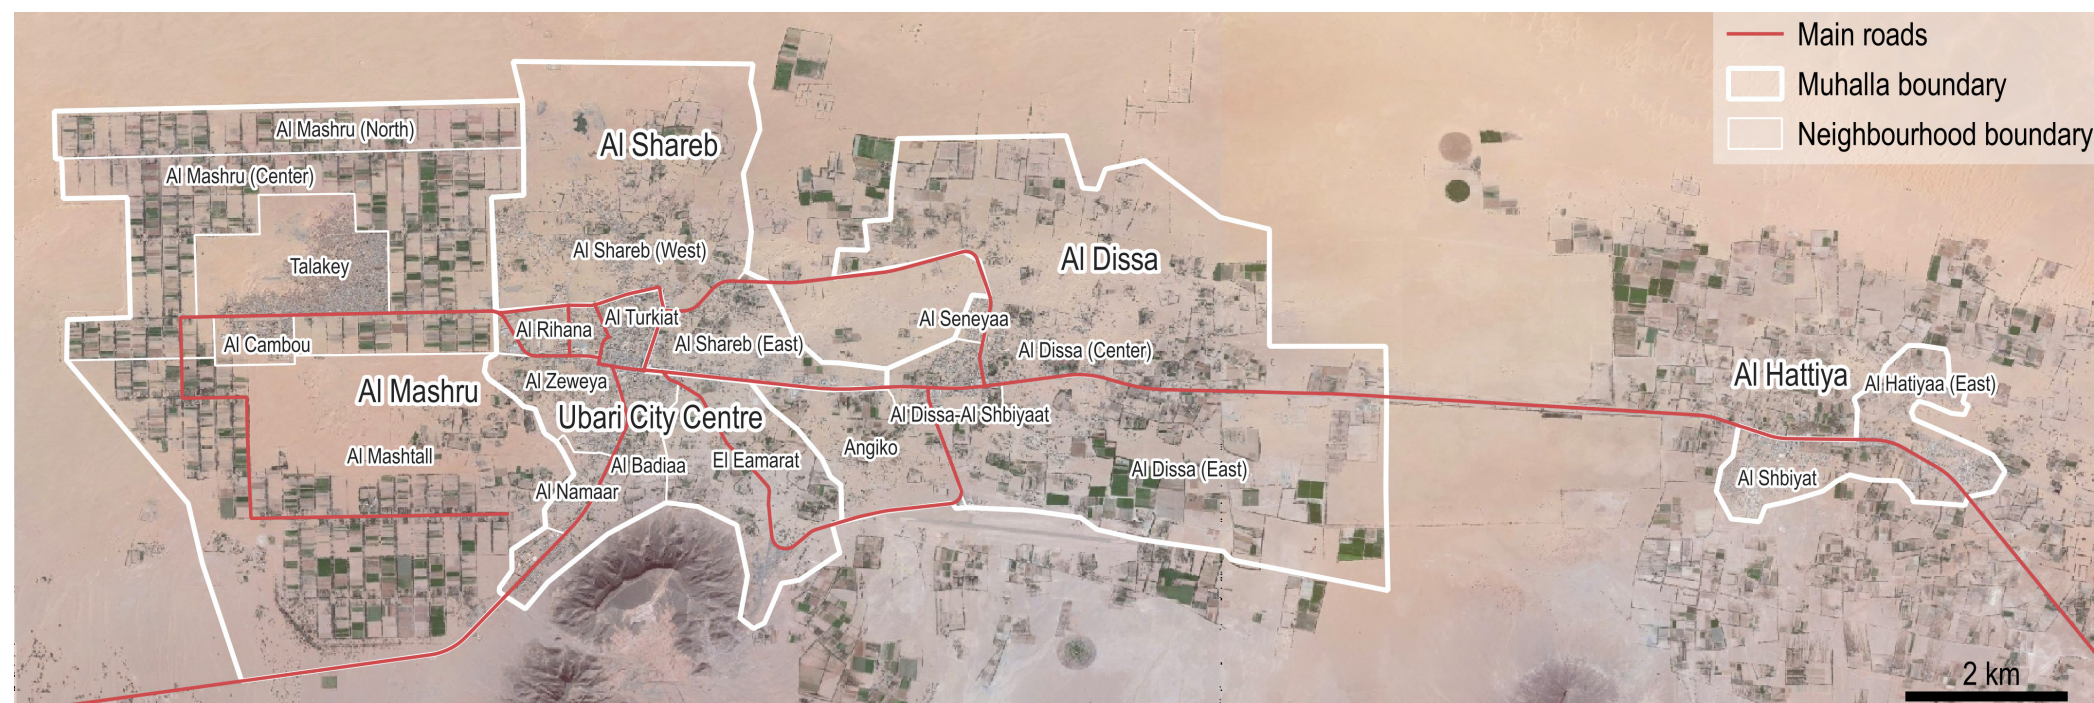 Main roads
Muhalla boundary
Neighbourhood boundary
Al Mashru (North)
Al Shareb
Al Mashru (Center)
Al Shareb (West)
Al Dissa
Talakey
Al Turkiat
Al Seneyaa
Al Rihana
Al Cambou
Al Shareb (East)
Al Dissa (Center)
Al Zeweya
Al Mashru
Al Hattiya
Al Hatiyaa (East)
Ubari City Centre
Al Dissa-Al Shbiyaat
Angiko
Al Mashtall
Al Badiaa
El Eamarat
Al Dissa (East)
Al Namaar
Al Shbiyat
2 km